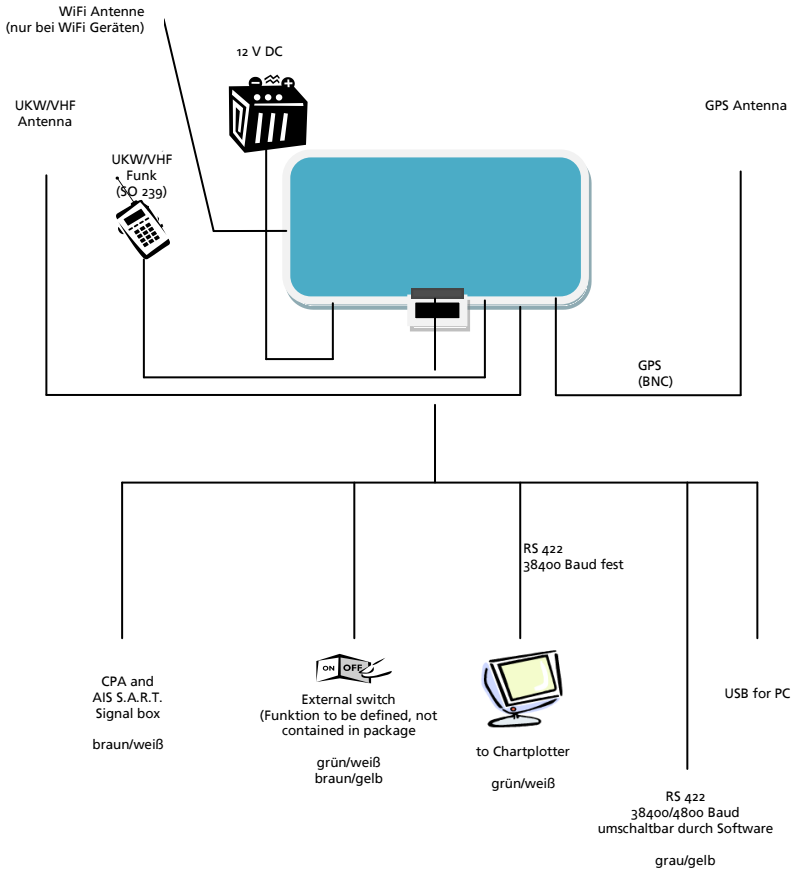 WiFi Antenne
(nur bei WiFi Geräten)
12 V DC
UKW/VHF
Antenna
GPS Antenna
UKW/VHF
Funk
(SO 239)
GPS
(BNC)
RS 422
38400 Baud fest
CPA and
AIS S.A.R.T.
Signal box
braun/weiß
ON OFF
External switch
(Funktion to be defined, not
contained in package
grün/weiß
braun/gelb
to Chartplotter
grün/weiß
USB for PC
RS 422
38400/4800 Baud
umschaltbar durch Software
grau/gelb